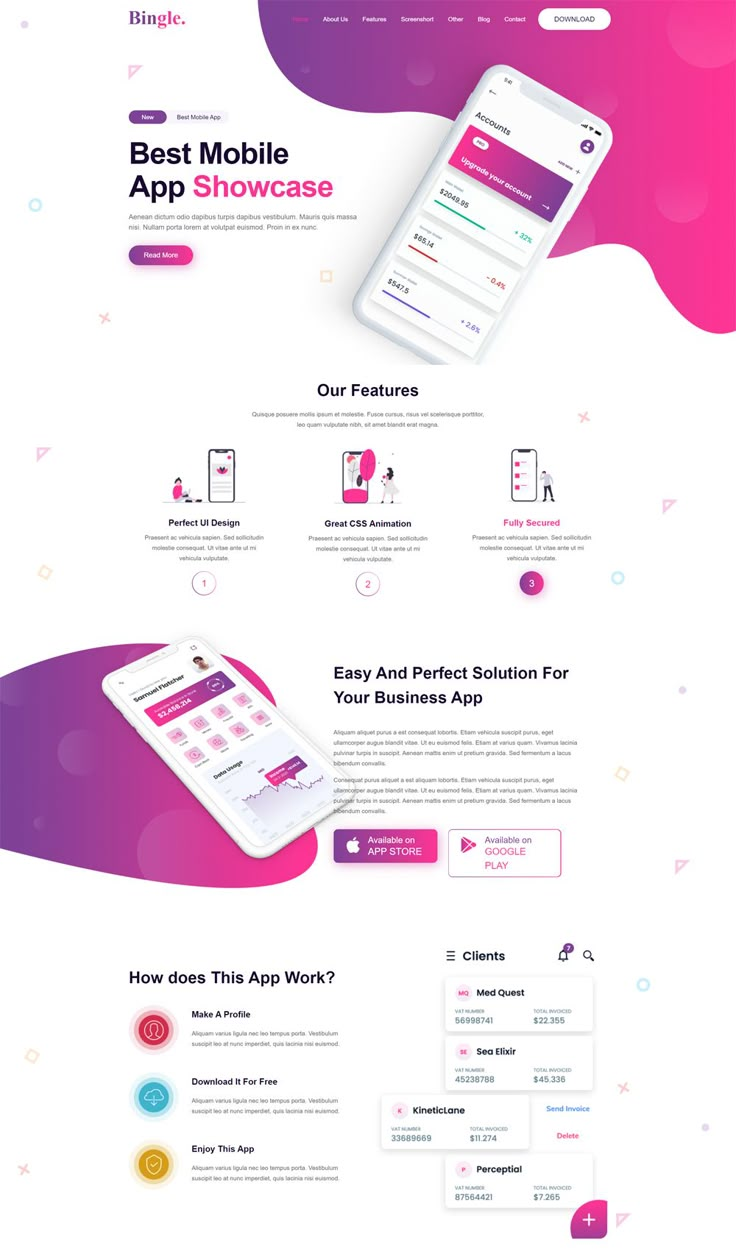 Bingle.
Home About Us Features Screenshort Other Blog Contact DOWNLOAD
New Best Mobile App
Best Mobile
App Showcase
Aenean dictum odio dapibus turpis dapibus vestibulum. Mauris quis massa
nisi. Nullam porta lorem at volutpat euismod. Proin in ex nunc.
Read More
9:41
Accounts
PRO
Upgrade your account
$2049.95
+ 32%
$65.14
- 0.4%
$547.5
+ 2.6%
Our Features
Quisque posuere mollis ipsum et molestie. Fusce cursus, risus vel scelerisque porttitor,
leo quam vulputate nibh, sit amet blandit erat magna.
Perfect UI Design
Praesent ac vehicula sapien. Sed sollicitudin
molestie consequat. Ut vitae ante ut mi
vehicula vulputate.
1
Great CSS Animation
Praesent ac vehicula sapien. Sed sollicitudin
molestie consequat. Ut vitae ante ut mi
vehicula vulputate.
2
Fully Secured
Praesent ac vehicula sapien. Sed sollicitudin
molestie consequat. Ut vitae ante ut mi
vehicula vulputate.
3
Samuel Flatcher
$2,458,214
Data Usage
Easy And Perfect Solution For
Your Business App
Aliquam aliquet purus a est consequat lobortis. Etiam vehicula suscipit purus, eget
ullamcorper augue blandit vitae. Ut eu euismod felis. Etiam at varius quam. Vivamus lacinia
pulvinar turpis in suscipit. Aenean mattis enim ut pretium gravida. Sed fermentum a lacus
bibendum convallis.
Consequat purus aliquet a est aliquam lobortis. Etiam vehicula suscipit purus, eget
ullamcorper augue blandit vitae. Ut eu euismod felis. Etiam at varius quam. Vivamus lacinia
pulvinar turpis in suscipit. Aenean mattis enim ut pretium gravida. Sed fermentum a lacus
bibendum convallis.
Available on
APP STORE
Available on
GOOGLE
PLAY
How does This App Work?
Make A Profile
Aliquam varius ligula nec leo tempus porta. Vestibulum
suscipit leo at nunc imperdiet, quis lacinia nisi euismod.
Download It For Free
Aliquam varius ligula nec leo tempus porta. Vestibulum
suscipit leo at nunc imperdiet, quis lacinia nisi euismod.
Enjoy This App
Aliquam varius ligula nec leo tempus porta. Vestibulum
suscipit leo at nunc imperdiet, quis lacinia nisi euismod.
Clients 7
MQ Med Quest
VAT NUMBER TOTAL INVOICED
56998741 $22.355
SE Sea Elixir
VAT NUMBER TOTAL INVOICED
45238788 $45.336
K KineticLane
VAT NUMBER TOTAL INVOICED
33689669 $11.274
Send Invoice
Delete
P Perceptial
VAT NUMBER TOTAL INVOICED
87564421 $7.265